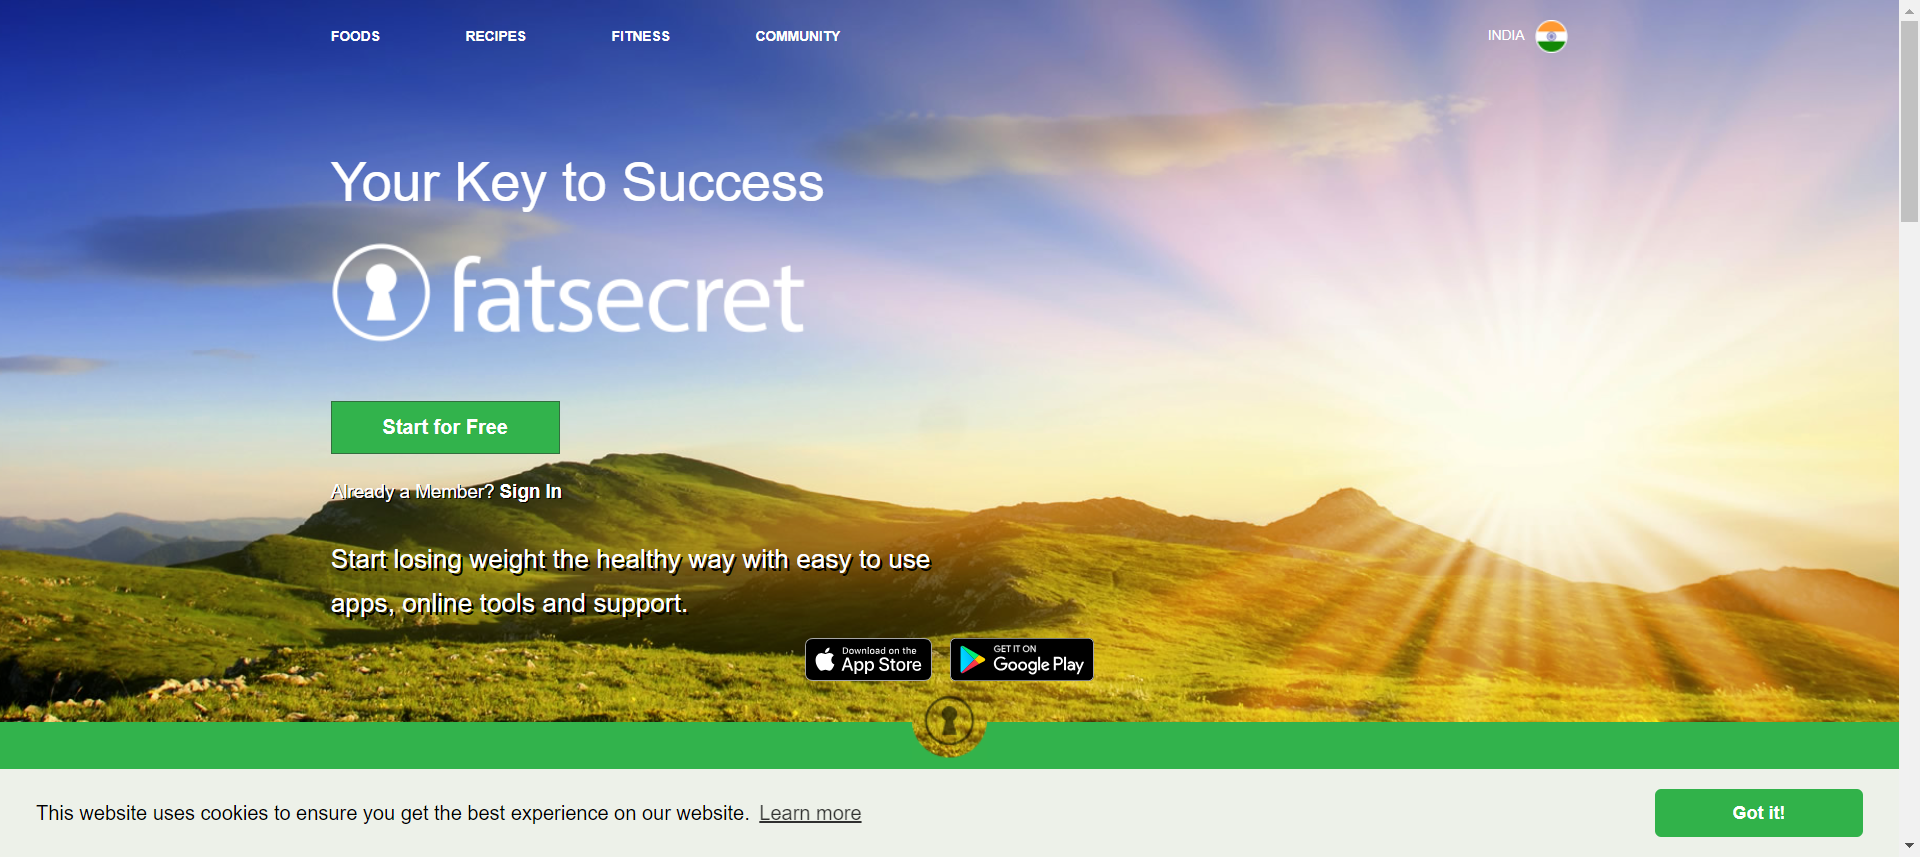 FOODS RECIPES FITNESS COMMUNITY INDIA
Your Key to Success
fatsecret
Start for Free
Already a Member? Sign In
Start losing weight the healthy way with easy to use
apps, online tools and support.
Download on the
App Store
GET IT ON
Google Play
This website uses cookies to ensure you get the best experience on our website. Learn more
Got it!